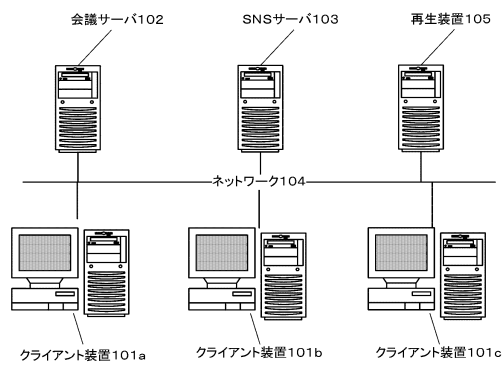 会議サーバ102
SNSサーバ103
再生装置105
ネットワーク104
クライアント装置101a
クライアント装置101b
クライアント装置101c